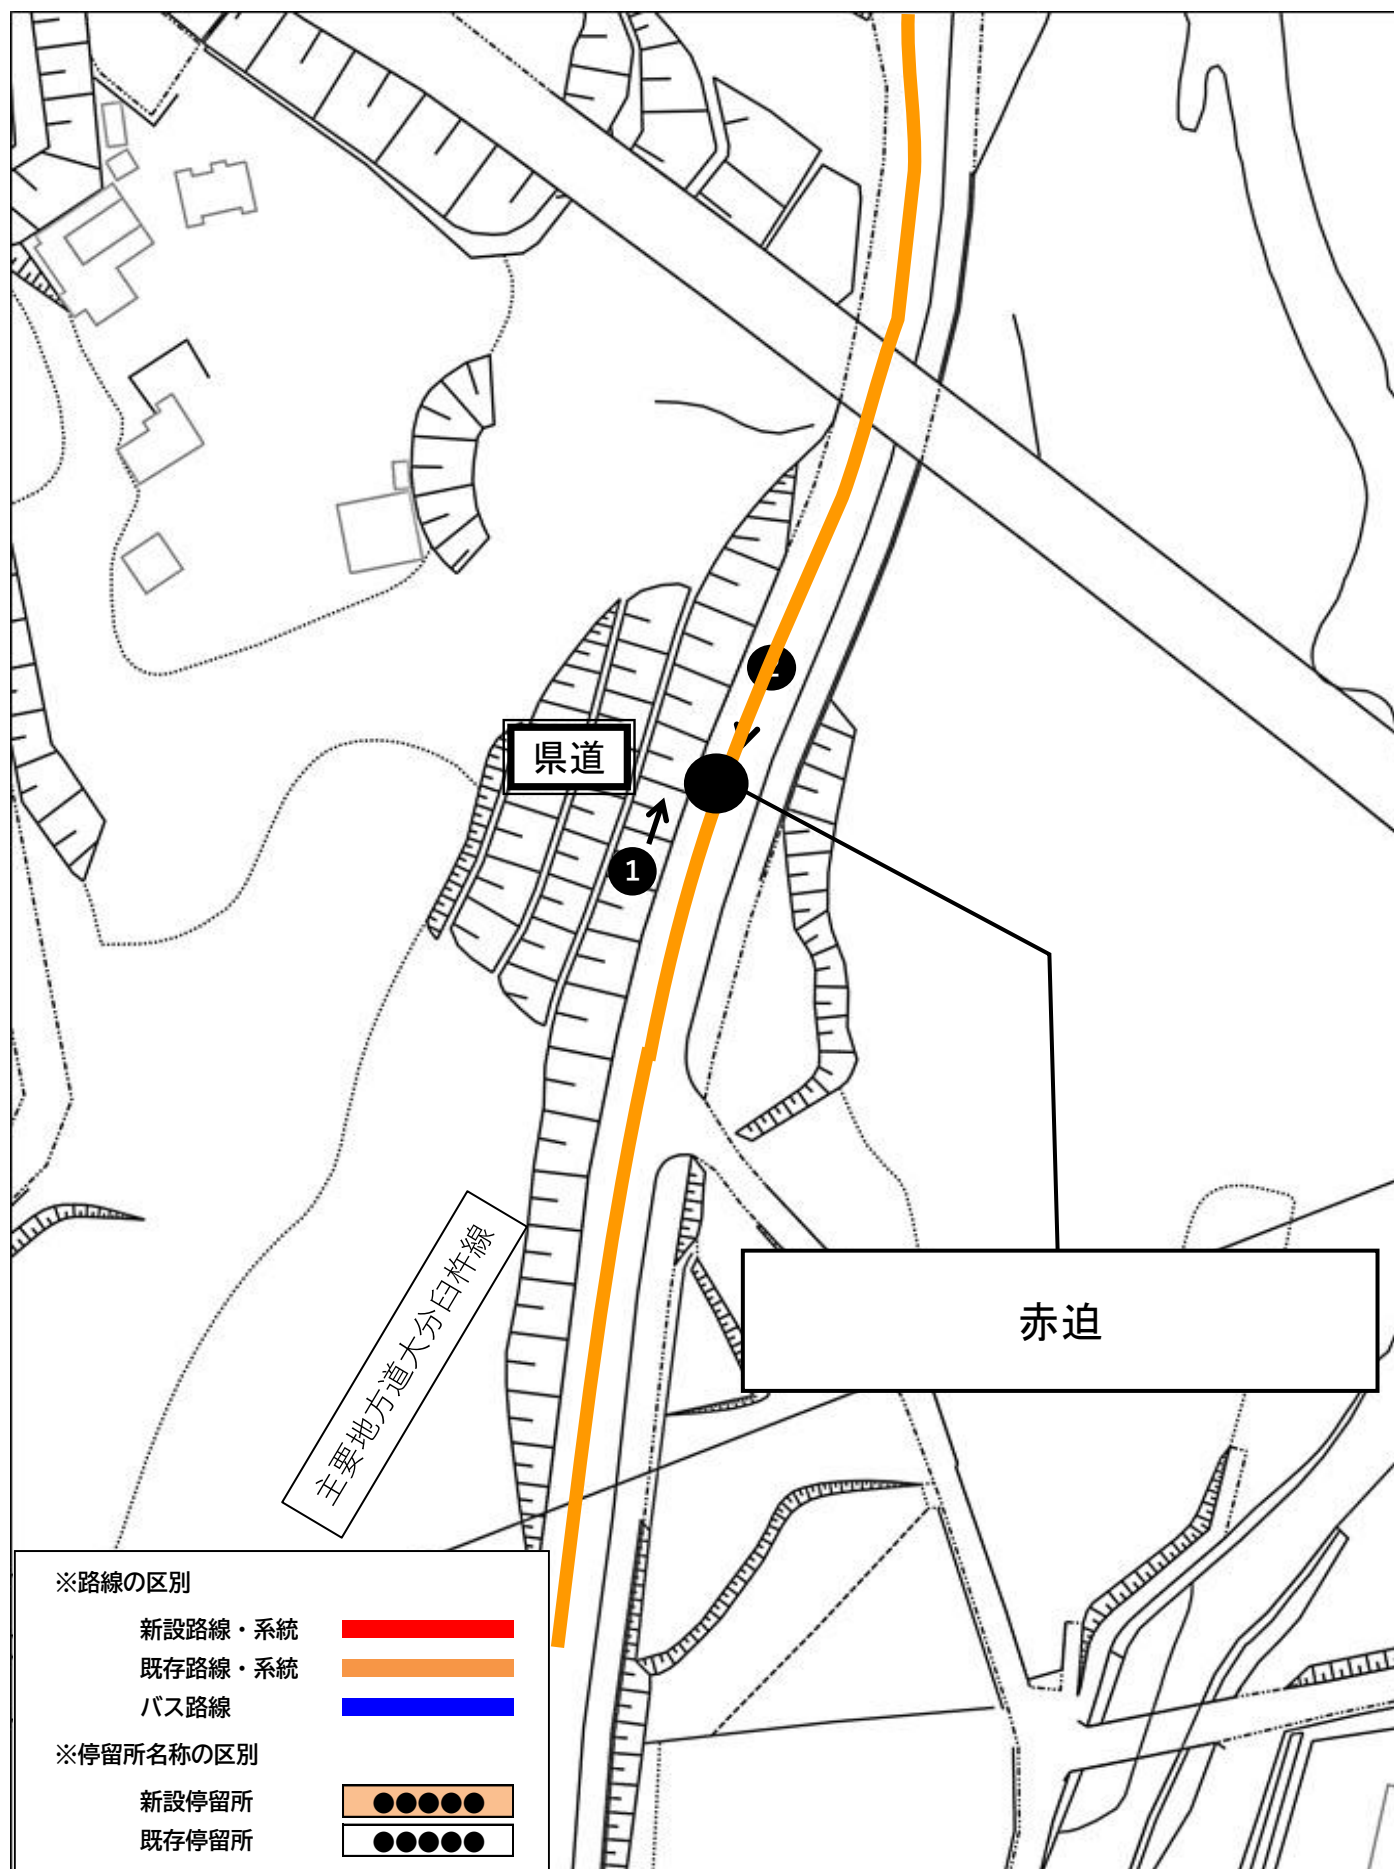 2
県道
1
赤迫
主要地方道大分臼杵線
※路線の区別
新設路線・系統
既存路線・系統
バス路線
※停留所名称の区別
新設停留所 ●●●●●
既存停留所 ●●●●●